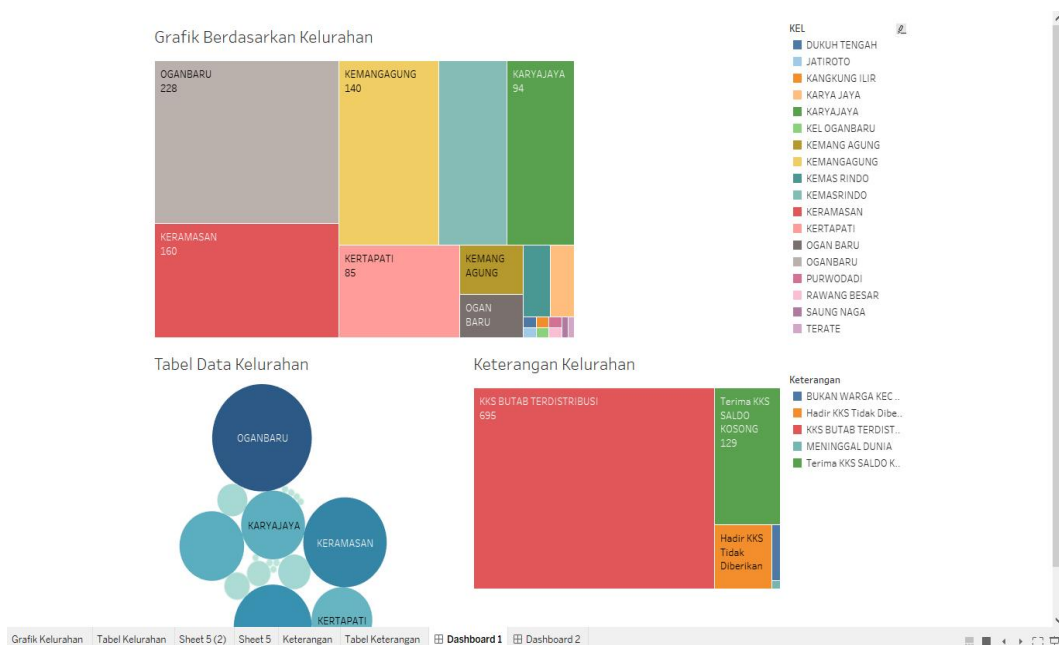 Grafik Berdasarkan Kelurahan
OGANBARU
228
KEMANGAGUNG
140
KARYAJAYA
94
KERAMASAN
160
KERTAPATI
85
KEMANG
AGUNG
OGAN
BARU
KEL
DUKUH TENGAH
JATIROTO
KANGKUNG ILIR
KARYA JAYA
KARYAJAYA
KEL OGANBARU
KEMANG AGUNG
KEMANGAGUNG
KEMAS RINDO
KEMASRINDO
KERAMASAN
KERTAPATI
OGAN BARU
OGANBARU
PURWODADI
RAWANG BESAR
SAUNG NAGA
TERATE
Tabel Data Kelurahan
OGANBARU
KARYAJAYA
KERAMASAN
KERTAPATI
Keterangan Kelurahan
KKS BUTAB TERDISTRIBUSI
695
Terima KKS
SALDO
KOSONG
129
Hadir KKS
Tidak
Diberikan
Keterangan
BUKAN WARGA KEC ..
Hadir KKS Tidak Dibe..
KKS BUTAB TERDIST..
MENINGGAL DUNIA
Terima KKS SALDO K..
Grafik Kelurahan Tabel Kelurahan Sheet 5 (2) Sheet 5 Keterangan Tabel Keterangan Dashboard 1 Dashboard 2